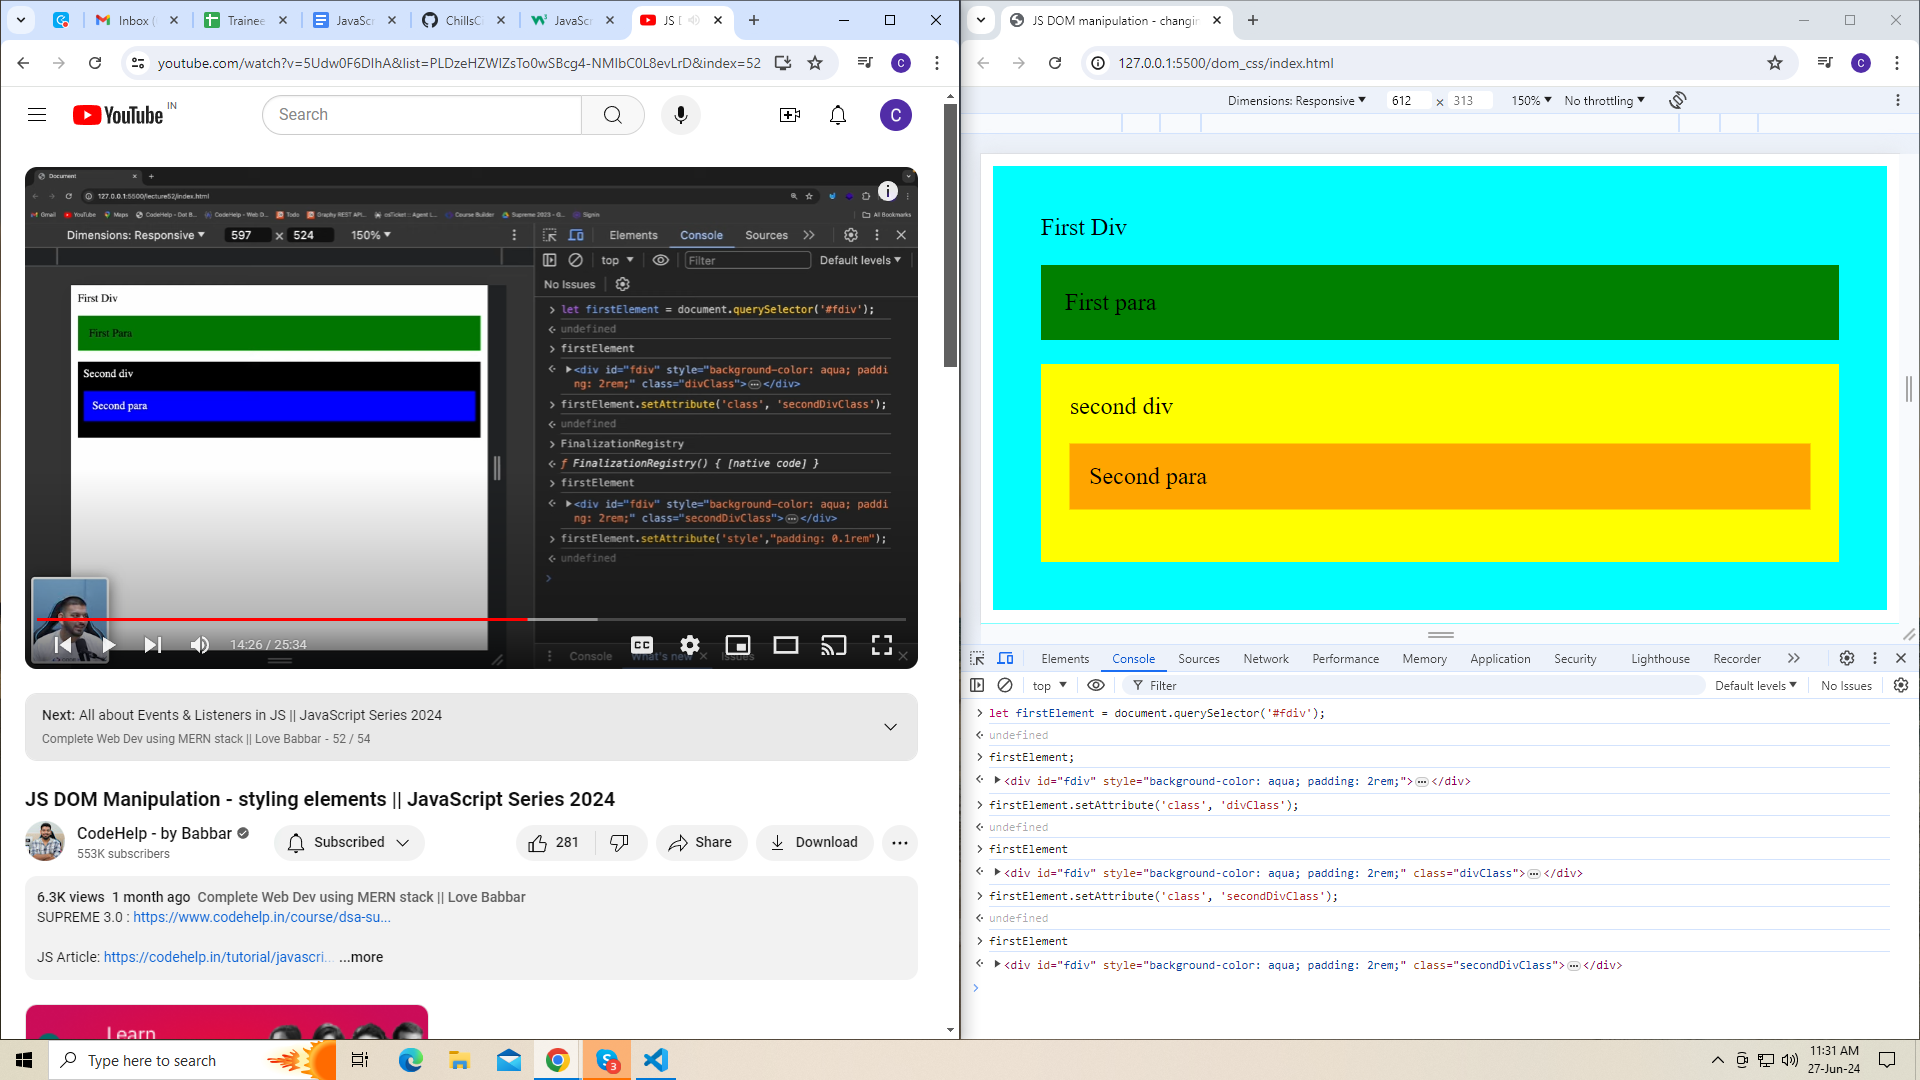 Inbox (
Trainee
JavaSc
ChillsCi
JavaSc
JS D
youtube.com/watch?v=5Udw0F6DIhA&list=PLDzeHZWIZsTo0wSBcg4-NMIbC0L8evLrD&index=52
C
YouTube
IN
Search
C
Document
127.0.0.1:5500/lecture52/index.html
Gmail
YouTube
Maps
All Bookmarks
Dimensions: Responsive
597
×
524
150%
Elements
Console
Sources
top
Filter
Default levels
No Issues
First Div
First Para
Second div
Second para
let firstElement = document.querySelector('#fdiv');
undefined
firstElement
<div id="fdiv" style="background-color: aqua; paddi
ng: 2rem;" class="divClass">…</div>
firstElement.setAttribute('class', 'secondDivClass');
undefined
FinalizationRegistry
ƒ FinalizationRegistry() { [native code] }
firstElement
<div id="fdiv" style="background-color: aqua; paddi
ng: 2rem;" class="secondDivClass">…</div>
firstElement.setAttribute('style',"padding: 0.1rem");
undefined
14:26 / 25:34
CC
Console
What's new
Issues
Next: All about Events & Listeners in JS || JavaScript Series 2024
Complete Web Dev using MERN stack || Love Babbar - 52 / 54
JS DOM Manipulation - styling elements || JavaScript Series 2024
CodeHelp - by Babbar
553K subscribers
Subscribed
281
Share
Download
6.3K views 1 month ago Complete Web Dev using MERN stack || Love Babbar
SUPREME 3.0 : https://www.codehelp.in/course/dsa-su...
JS Article: https://codehelp.in/tutorial/javascri... ...more
Learn
JS DOM manipulation - changin
127.0.0.1:5500/dom_css/index.html
C
Dimensions: Responsive
612
×
313
150%
No throttling
First Div
First para
second div
Second para
Elements
Console
Sources
Network
Performance
Memory
Application
Security
Lighthouse
Recorder
top
Filter
Default levels
No Issues
let firstElement = document.querySelector('#fdiv');
undefined
firstElement;
<div id="fdiv" style="background-color: aqua; padding: 2rem;">…</div>
firstElement.setAttribute('class', 'divClass');
undefined
firstElement
<div id="fdiv" style="background-color: aqua; padding: 2rem;" class="divClass">…</div>
firstElement.setAttribute('class', 'secondDivClass');
undefined
firstElement
<div id="fdiv" style="background-color: aqua; padding: 2rem;" class="secondDivClass">…</div>
Type here to search
3
11:31 AM
27-Jun-24